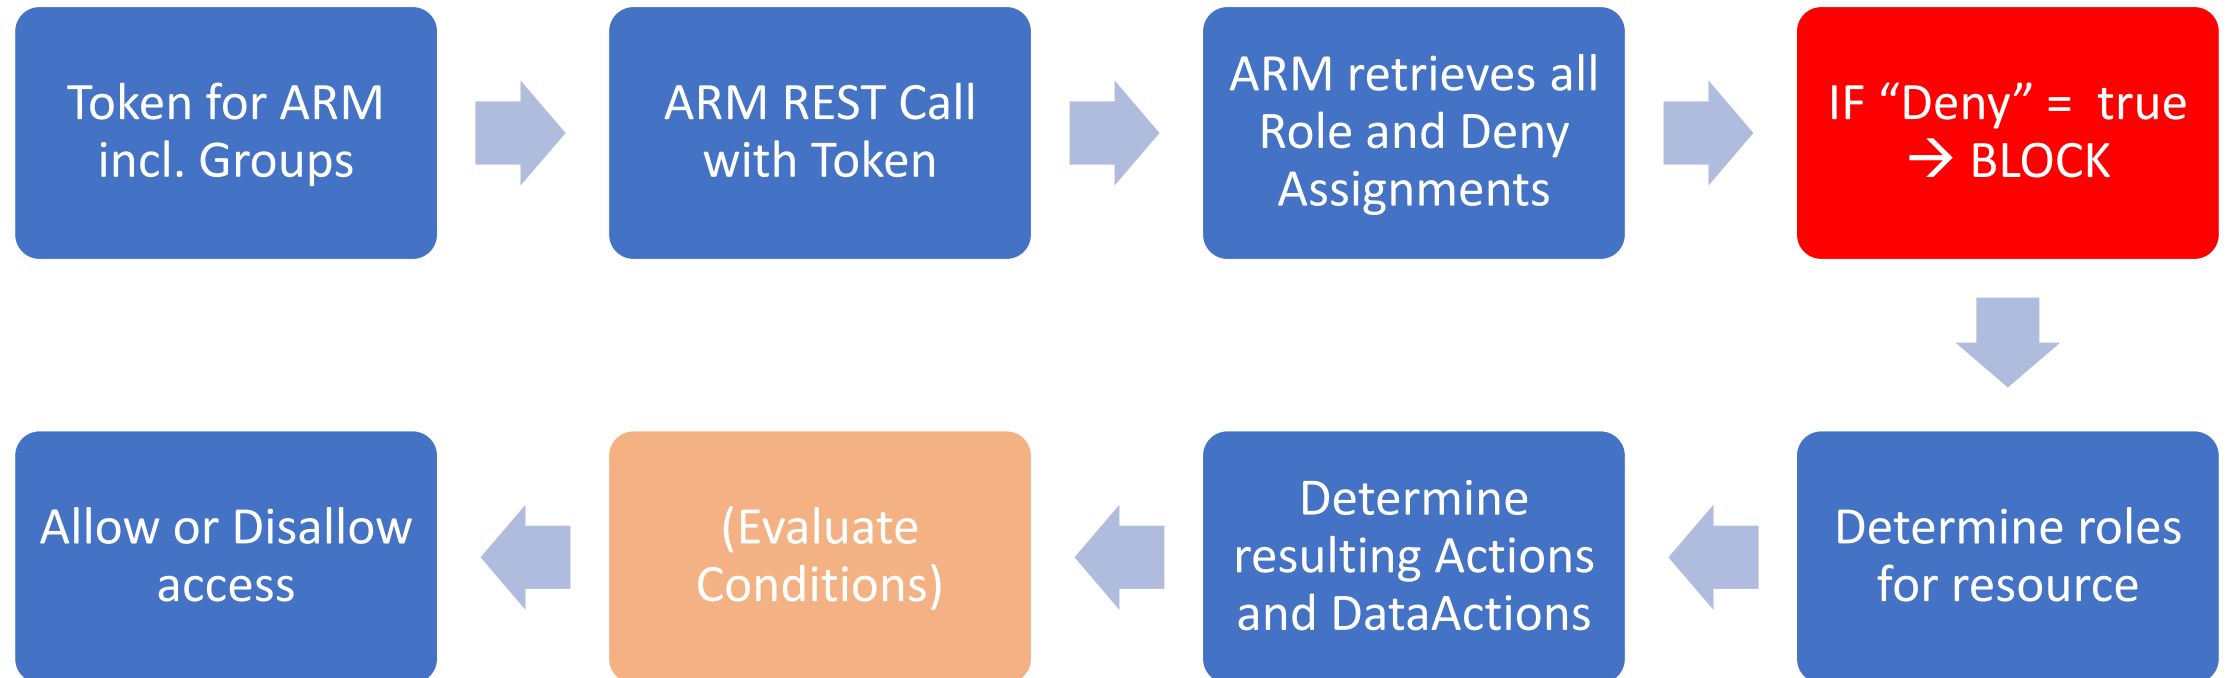 Token for ARM
incl. Groups
ARM REST Call
with Token
ARM retrieves all
Role and Deny
Assignments
IF “Deny” = true
→ BLOCK
Determine roles
for resource
Determine
resulting Actions
and DataActions
(Evaluate
Conditions)
Allow or Disallow
access